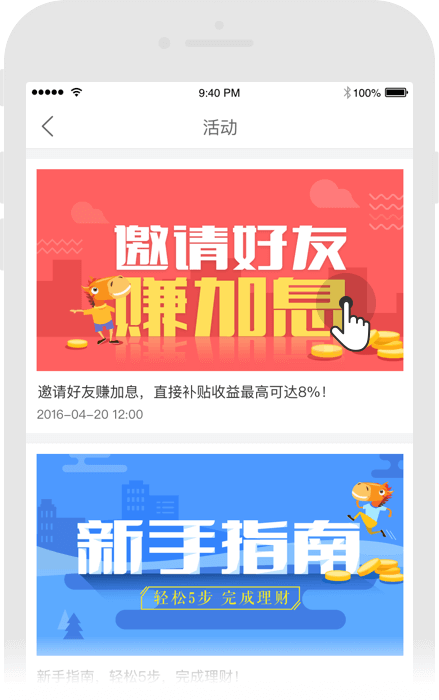 9:40 PM
100%
活动
邀请好友
赚加息
邀请好友赚加息，直接补贴收益最高可达8%！
2016-04-20 12:00
新手指南
轻松5步 完成理财
新手指南，轻松5步，完成理财！